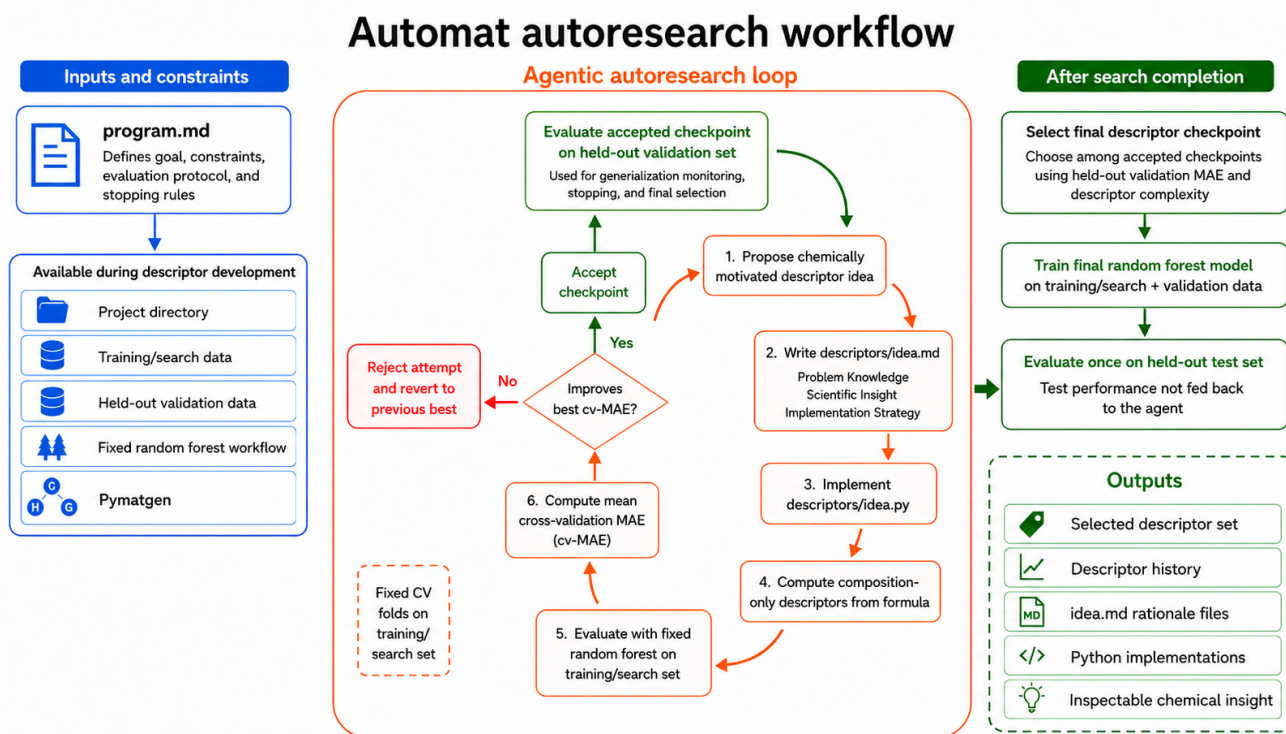 Automat autoresearch workflow
Inputs and constraints
program.md
Defines goal, constraints,
evaluation protocol, and
stopping rules
Available during descriptor development
Project directory
Training/search data
Held-out validation data
Fixed random forest workflow
H C G
Pymatgen
Agentic autoresearch loop
Evaluate accepted checkpoint
on held-out validation set
Used for generierlization monitoring,
stopping, and final selection
Accept
checkpoint
Yes
Improves
best cv-MAE?
No
Reject attempt
and revert to
previous best
1. Propose chemically
motivated descriptor idea
2. Write descriptors/idea.md
Problem Knowledge
Scientific Insight
Implementation Strategy
3. Implement
descriptors/idea.py
4. Compute composition-
only descriptors from formula
5. Evaluate with fixed
random forest on
training/search set
6. Compute mean
cross-validation MAE
(cv-MAE)
Fixed CV
folds on
training/
search set
After search completion
Select final descriptor checkpoint
Choose among accepted checkpoints
using held-out validation MAE and
descriptor complexity
Train final random forest model
on training/search + validation data
Evaluate once on held-out test set
Test performance not fed back
to the agent
Outputs
Selected descriptor set
Descriptor history
MD
idea.md rationale files
</>
Python implementations
Inspectable chemical insight